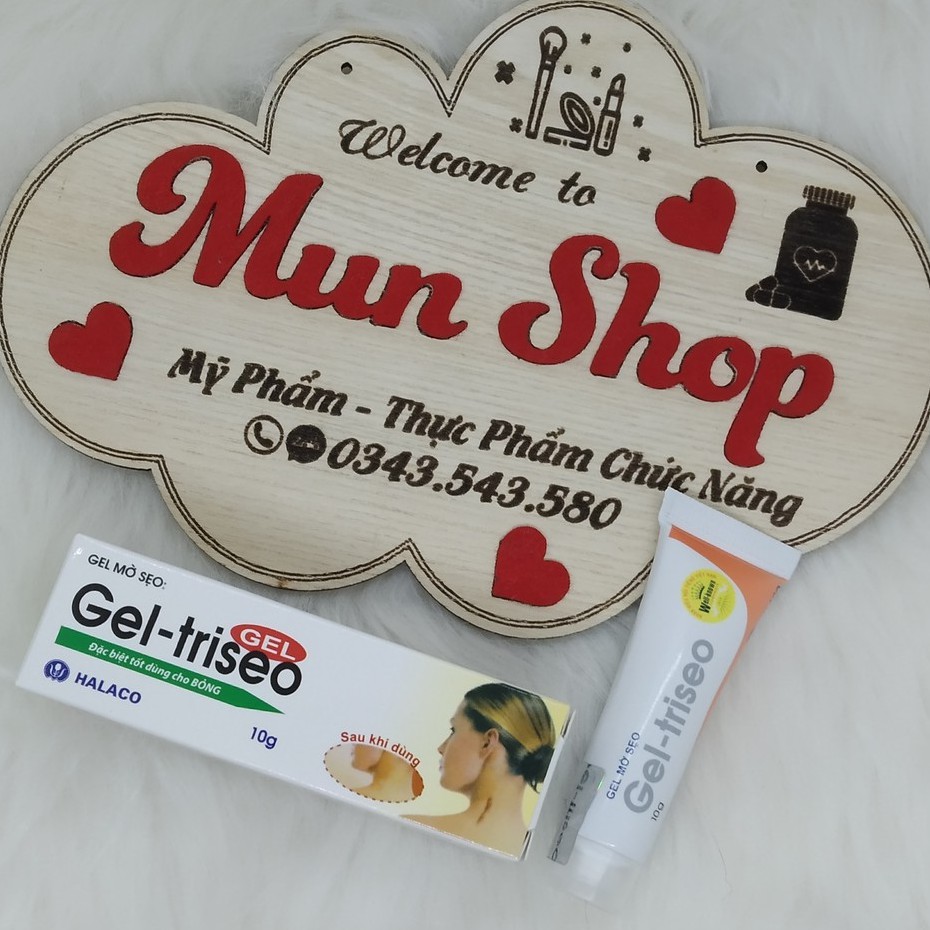 Welcome to
Mun Shop
Mỹ Phẩm - Thực Phẩm Chức Năng
0343.543.580
GEL MỜ SẸO:
Gel-triseo
GEL
Đặc biệt tốt dùng cho BỎNG
HALACO
10g
Sau khi dùng
GEL MỜ SẸO
Gel-triseo
10g